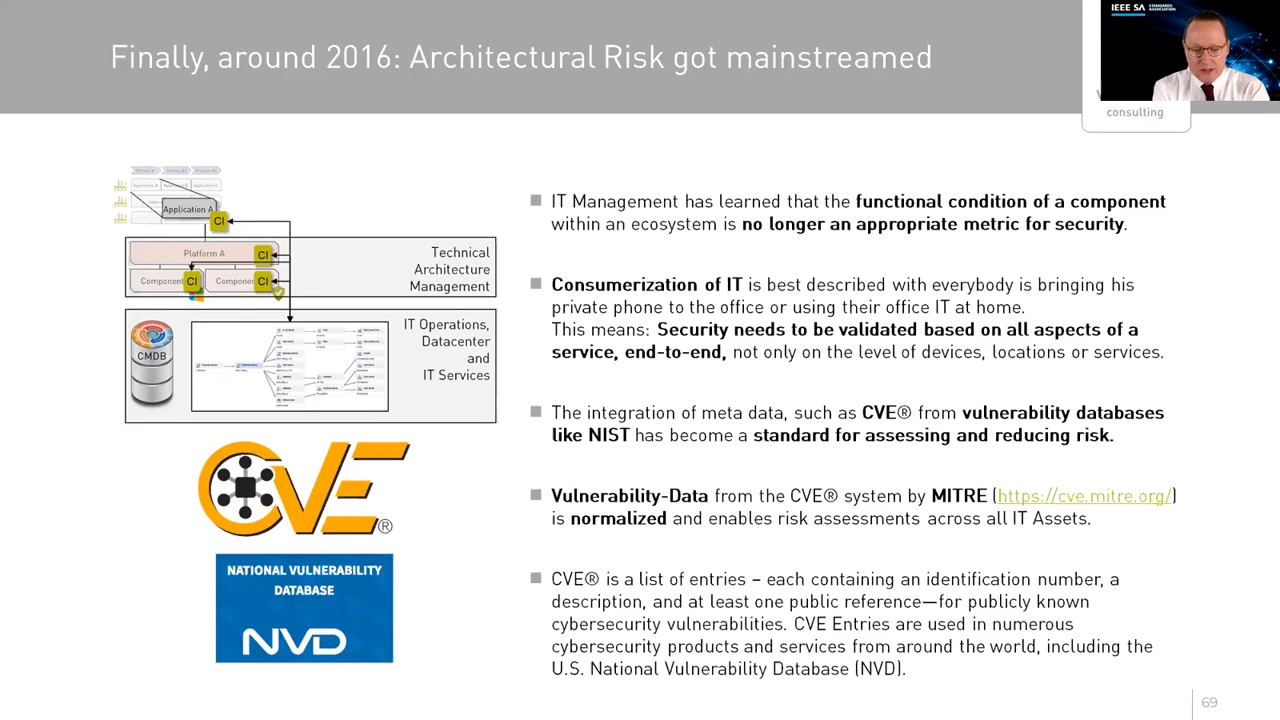 Finally, around 2016: Architectural Risk got mainstreamed
IEEE SA
STANDARDS
ASSOCIATION
consulting
Application A
CI
Platform A
CI
Component
CI
CI
Technical
Architecture
Management
CMDB
IT Operations,
Datacenter
and
IT Services
CVE®
NATIONAL VULNERABILITY
DATABASE
NVD
IT Management has learned that the functional condition of a component
within an ecosystem is no longer an appropriate metric for security.
Consumerization of IT is best described with everybody is bringing his
private phone to the office or using their office IT at home.
This means: Security needs to be validated based on all aspects of a
service, end-to-end, not only on the level of devices, locations or services.
The integration of meta data, such as CVE® from vulnerability databases
like NIST has become a standard for assessing and reducing risk.
Vulnerability-Data from the CVE® system by MITRE (https://cve.mitre.org/)
is normalized and enables risk assessments across all IT Assets.
CVE® is a list of entries – each containing an identification number, a
description, and at least one public reference—for publicly known
cybersecurity vulnerabilities. CVE Entries are used in numerous
cybersecurity products and services from around the world, including the
U.S. National Vulnerability Database (NVD).
69